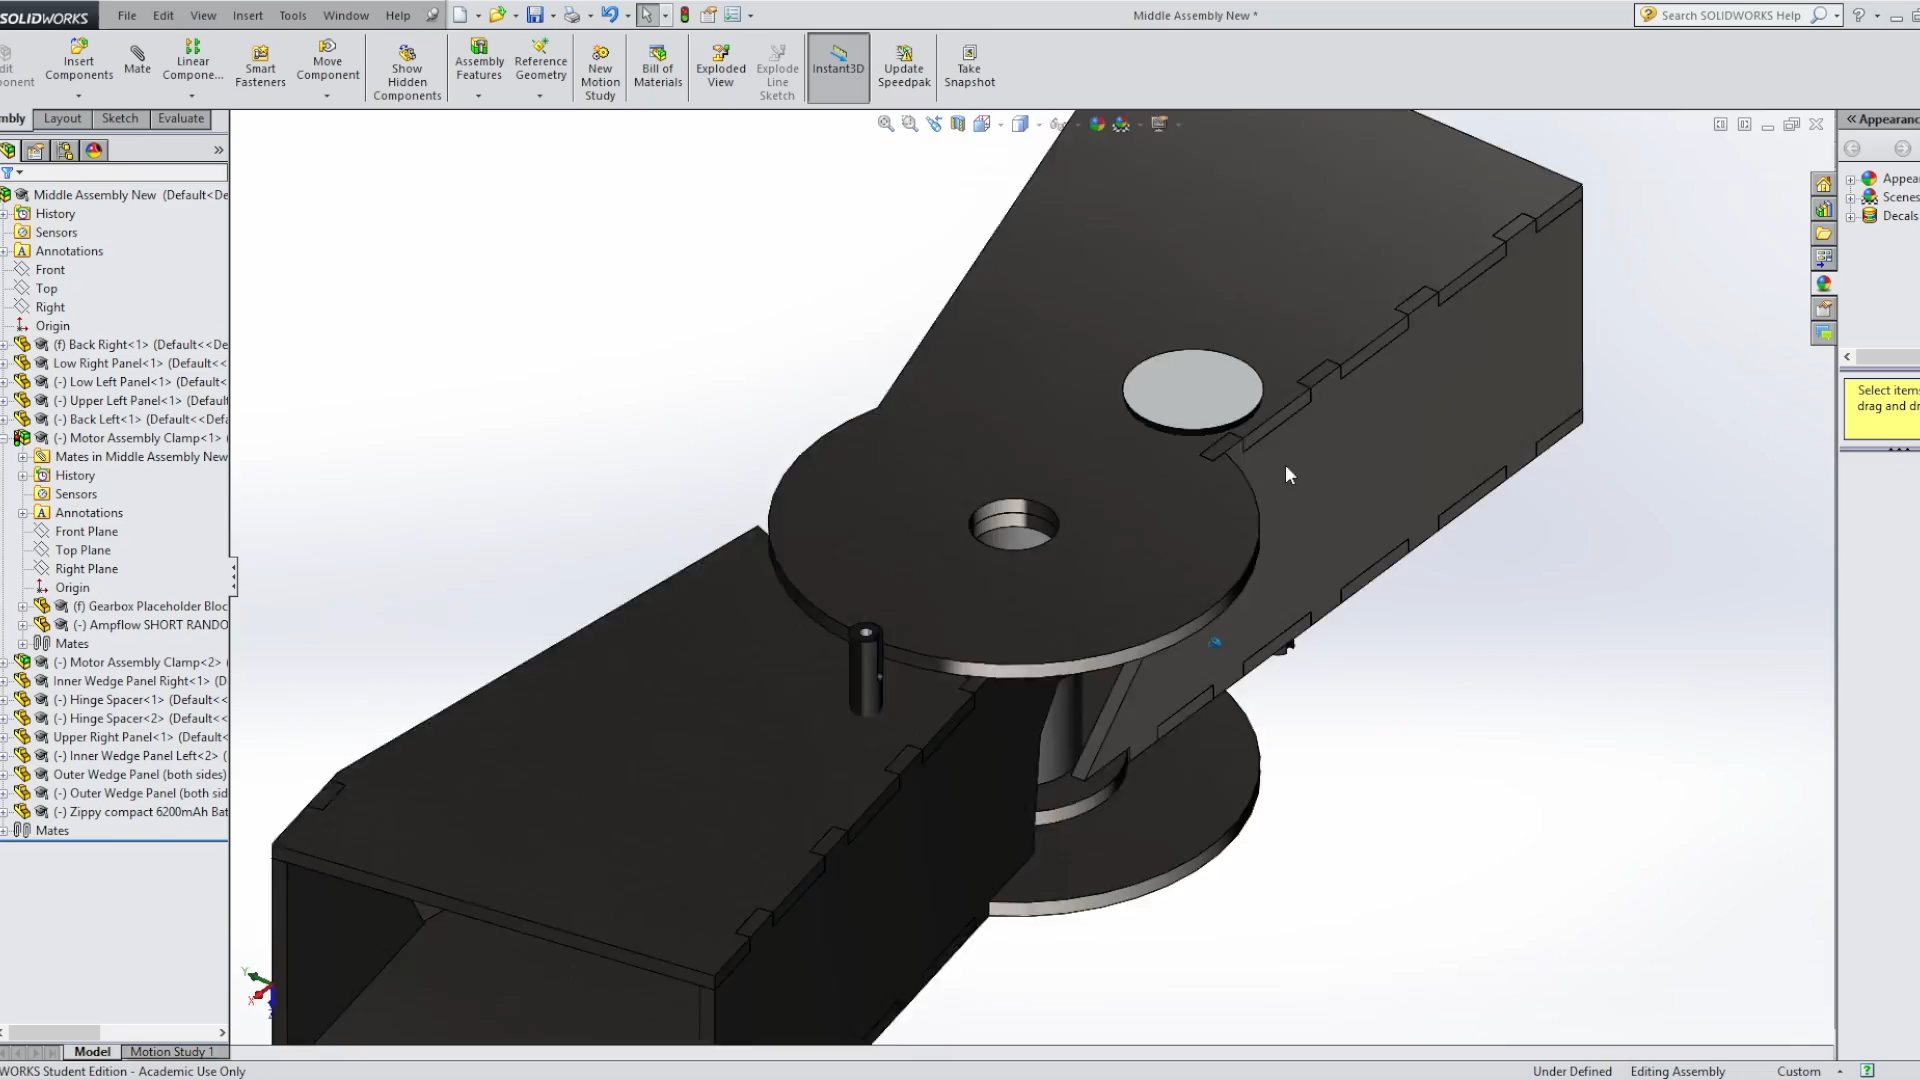 SOLIDWORKS File Edit View Insert Tools Window Help Middle Assembly New * Search SOLIDWORKS Help
dit
ponent
Insert
Components
Mate
Linear
Compone...
Smart
Fasteners
Move
Component
Show
Hidden
Components
Assembly
Features
Reference
Geometry
New
Motion
Study
Bill of
Materials
Exploded
View
Explode
Line
Sketch
Instant3D
Update
Speedpak
Take
Snapshot
mbly Layout Sketch Evaluate
Middle Assembly New (Default<De
History
Sensors
Annotations
Front
Top
Right
Origin
(f) Back Right<1> (Default<<De
Low Right Panel<1> (Default<<
(-) Low Left Panel<1> (Default<
(-) Upper Left Panel<1> (Default
(-) Back Left<1> (Default<<Defa
(-) Motor Assembly Clamp<1> (
Mates in Middle Assembly New
History
Sensors
Annotations
Front Plane
Top Plane
Right Plane
Origin
(f) Gearbox Placeholder Bloc
(-) Ampflow SHORT RANDO
Mates
(-) Motor Assembly Clamp<2> (
Inner Wedge Panel Right<1> (D
(-) Hinge Spacer<1> (Default<<
(-) Hinge Spacer<2> (Default<<
Upper Right Panel<1> (Default<
(-) Inner Wedge Panel Left<2> (
Outer Wedge Panel (both sides)
(-) Outer Wedge Panel (both sid
(-) Zippy compact 6200mAh Bat
Mates
Y
X
Z
Appearanc
Appea
Scenes
Decals
Select items
drag and dr
Model Motion Study 1
WORKS Student Edition - Academic Use Only Under Defined Editing Assembly Custom